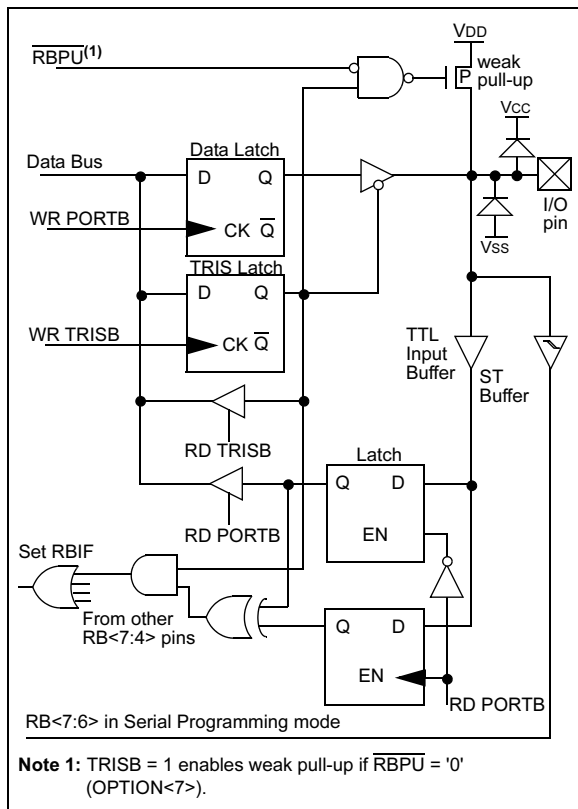 VDD
RBPU(1)
weak
pull-up
P
VCC
Data Bus
Data Latch
D Q
I/O
pin
WR PORTB
CK Q
VSS
TRIS Latch
D Q
WR TRISB
CK Q
TTL
Input
Buffer
ST
Buffer
RD TRISB
Latch
Q D
RD PORTB
EN
Set RBIF
From other
RB<7:4> pins
Q D
EN
RD PORTB
RB<7:6> in Serial Programming mode
Note 1: TRISB = 1 enables weak pull-up if RBPU = '0'
(OPTION<7>).